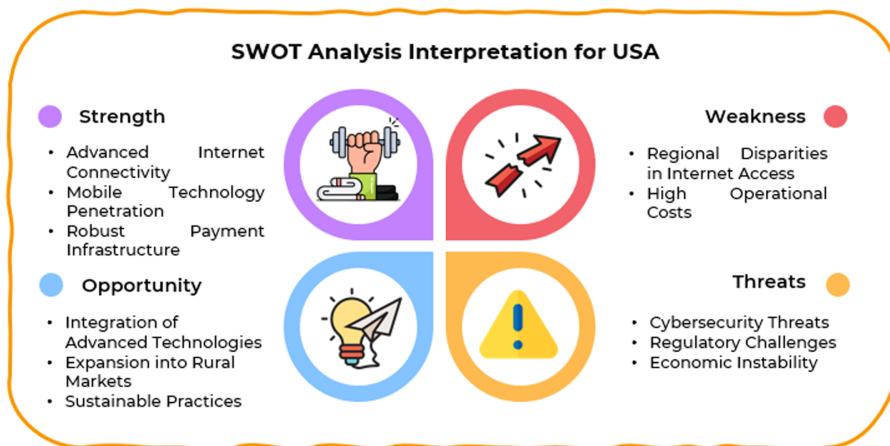 SWOT Analysis Interpretation for USA
Strength
• Advanced Internet
Connectivity
• Mobile Technology
Penetration
• Robust Payment
Infrastructure
Weakness
• Regional Disparities
in Internet Access
• High Operational
Costs
Opportunity
• Integration of
Advanced Technologies
• Expansion into Rural
Markets
• Sustainable Practices
Threats
• Cybersecurity Threats
• Regulatory Challenges
• Economic Instability